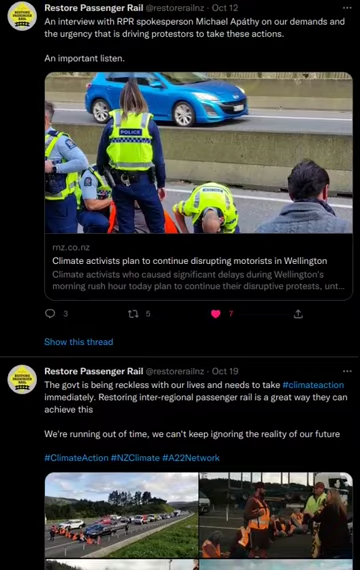 Restore Passenger Rail @restorerailnz · Oct 12
An interview with RPR spokesperson Michael Apáthy on our demands and
the urgency that is driving protestors to take these actions.
An important listen.
POLICE
rnz.co.nz
Climate activists plan to continue disrupting motorists in Wellington
Climate activists who caused significant delays during Wellington's
morning rush hour today plan to continue their disruptive protests, unt...
3 5 7
Show this thread
Restore Passenger Rail @restorerailnz · Oct 19
The govt is being reckless with our lives and needs to take #climateaction
immediately. Restoring inter-regional passenger rail is a great way they can
achieve this
We're running out of time, we can't keep ignoring the reality of our future
#ClimateAction #NZClimate #A22Network